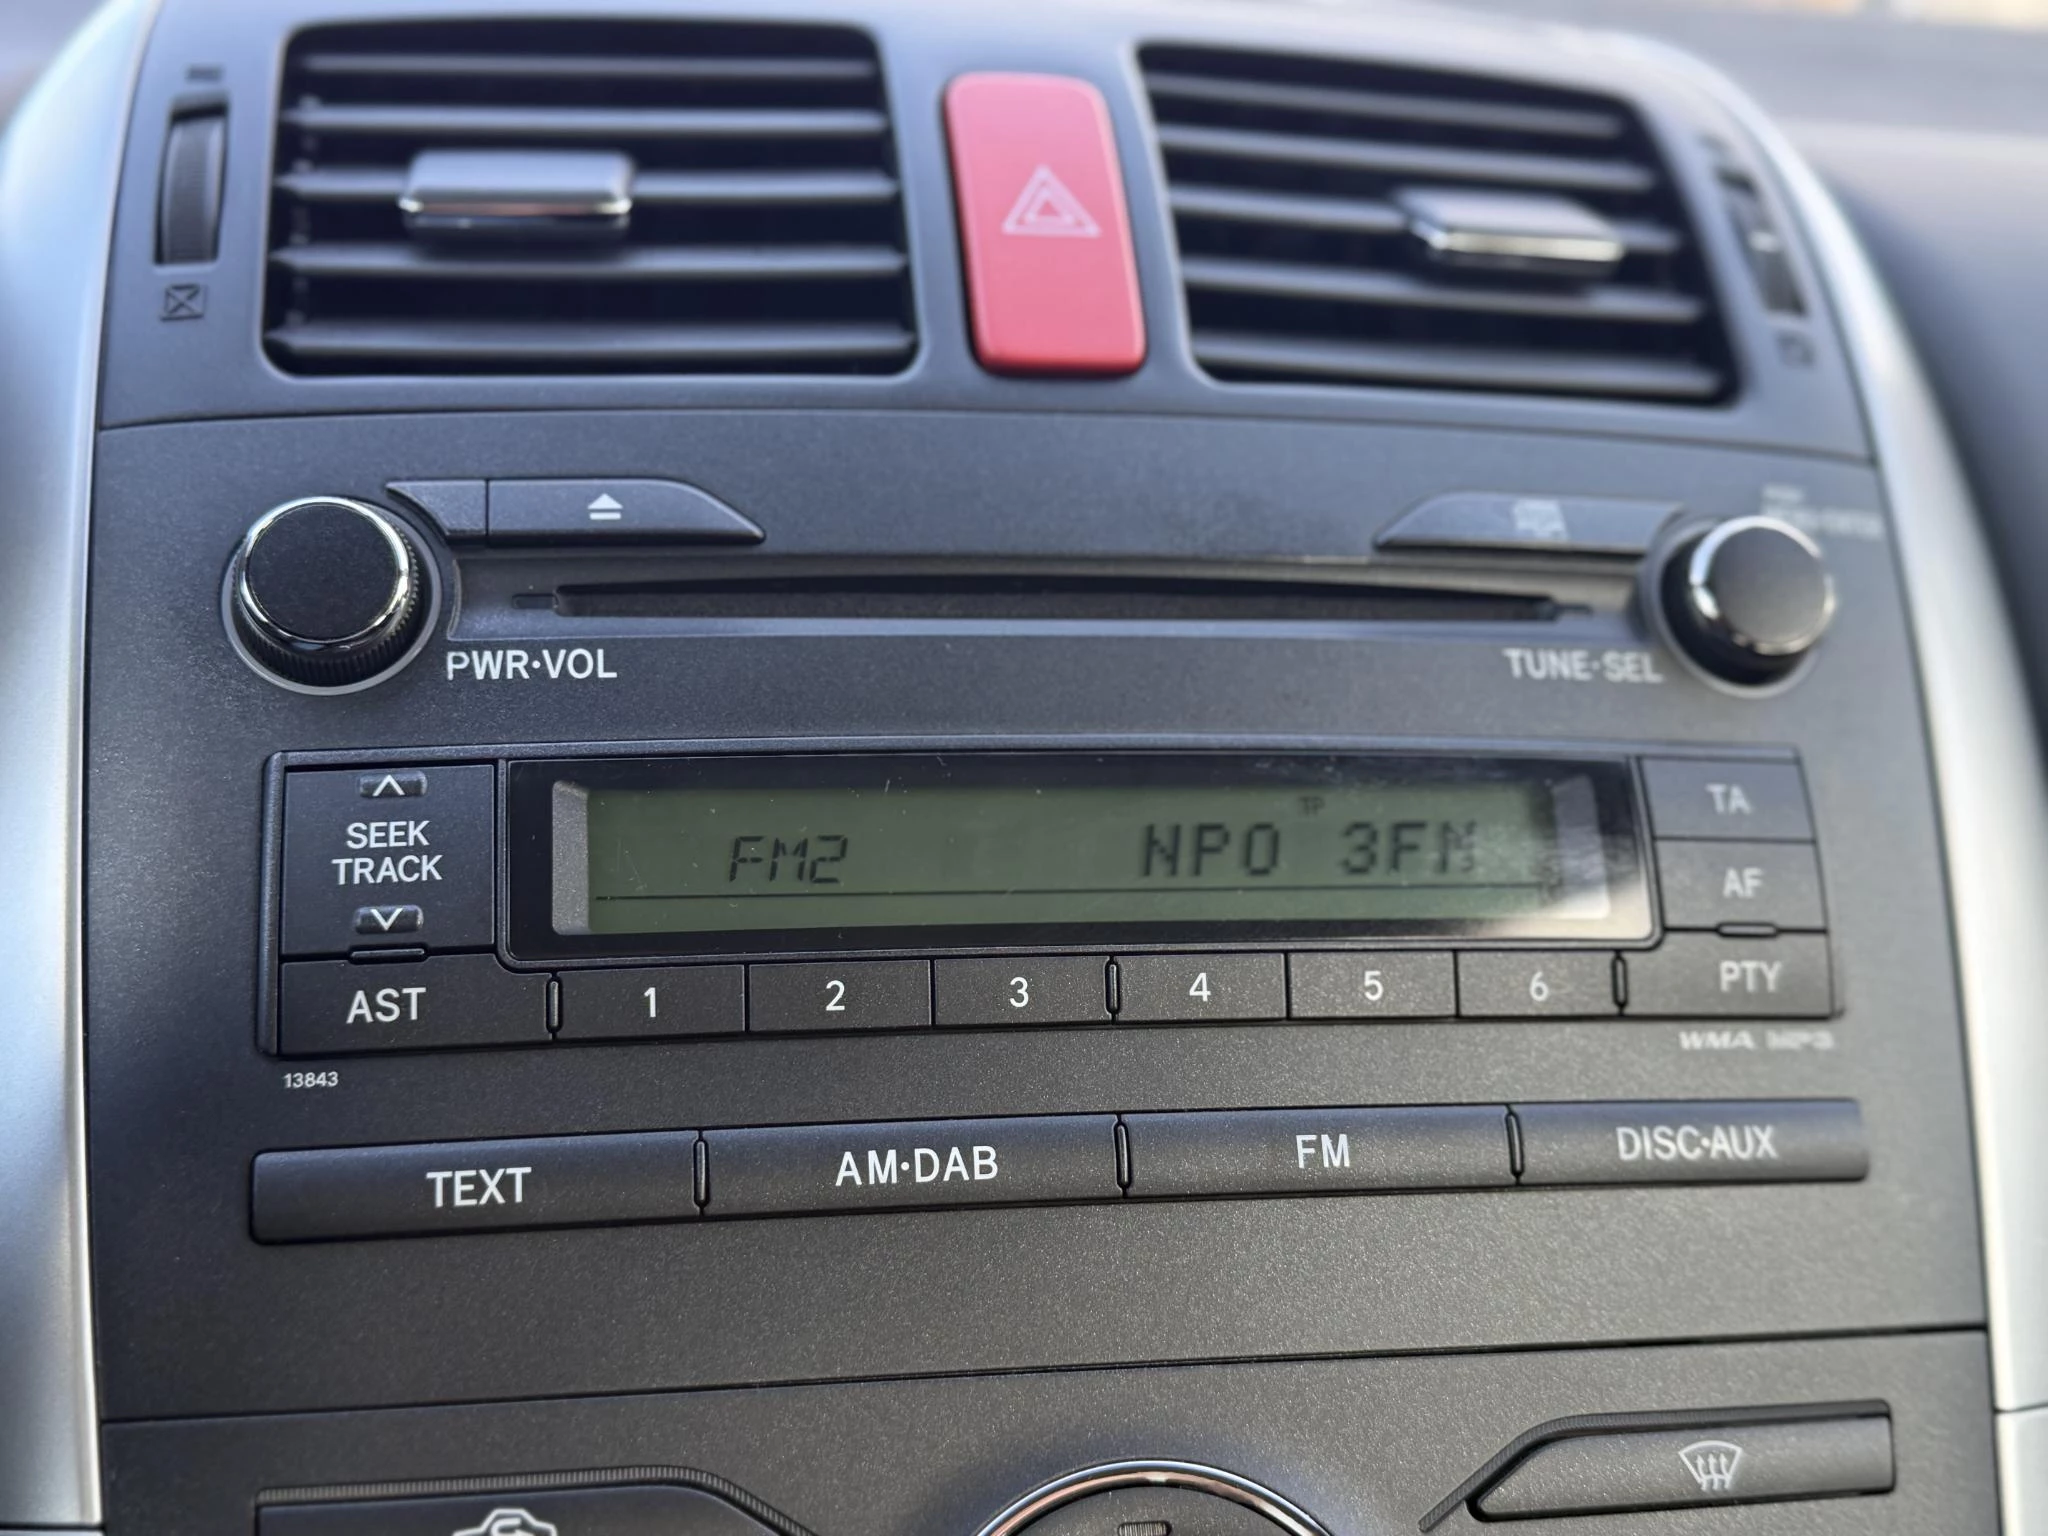 PWR·VOL
TUNE·SEL
SEEK
TRACK
TP
FM2
NPO 3FM
TA
AF
AST
1
2
3
4
5
6
PTY
WMA MP3
13843
TEXT
AM·DAB
FM
DISC·AUX